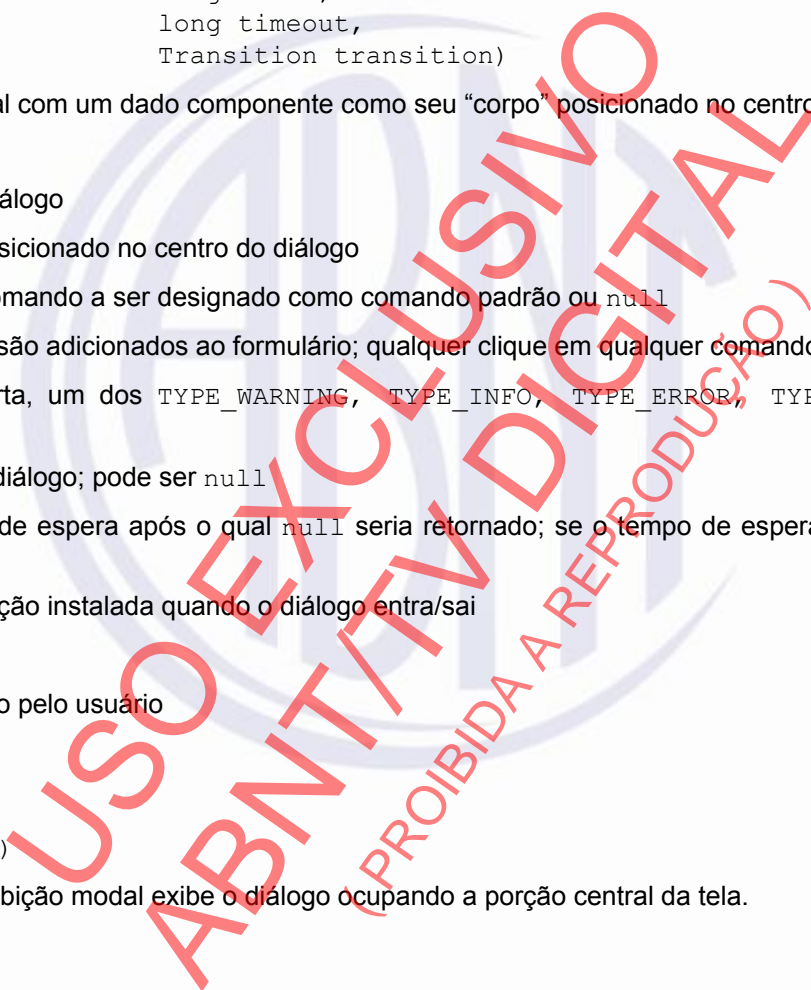 long timeout,
Transition transition)
al com um dado componente como seu “corpo” posicionado no centro
álogo
sicionado no centro do diálogo
omando a ser designado como comando padrão ou null
são adicionados ao formulário; qualquer clique em qualquer comando
rta, um dos TYPE_WARNING, TYPE_INFO, TYPE_ERROR, TYP
diálogo; pode ser null
de espera após o qual null seria retornado; se o tempo de espera
ção instalada quando o diálogo entra/sai
o pelo usuário
)
bição modal exibe o diálogo ocupando a porção central da tela.
USO EXCLUSIVO
ABNT/TV DIGITAL
( PROIBIDA A REPRODUÇÃO )
ABNT